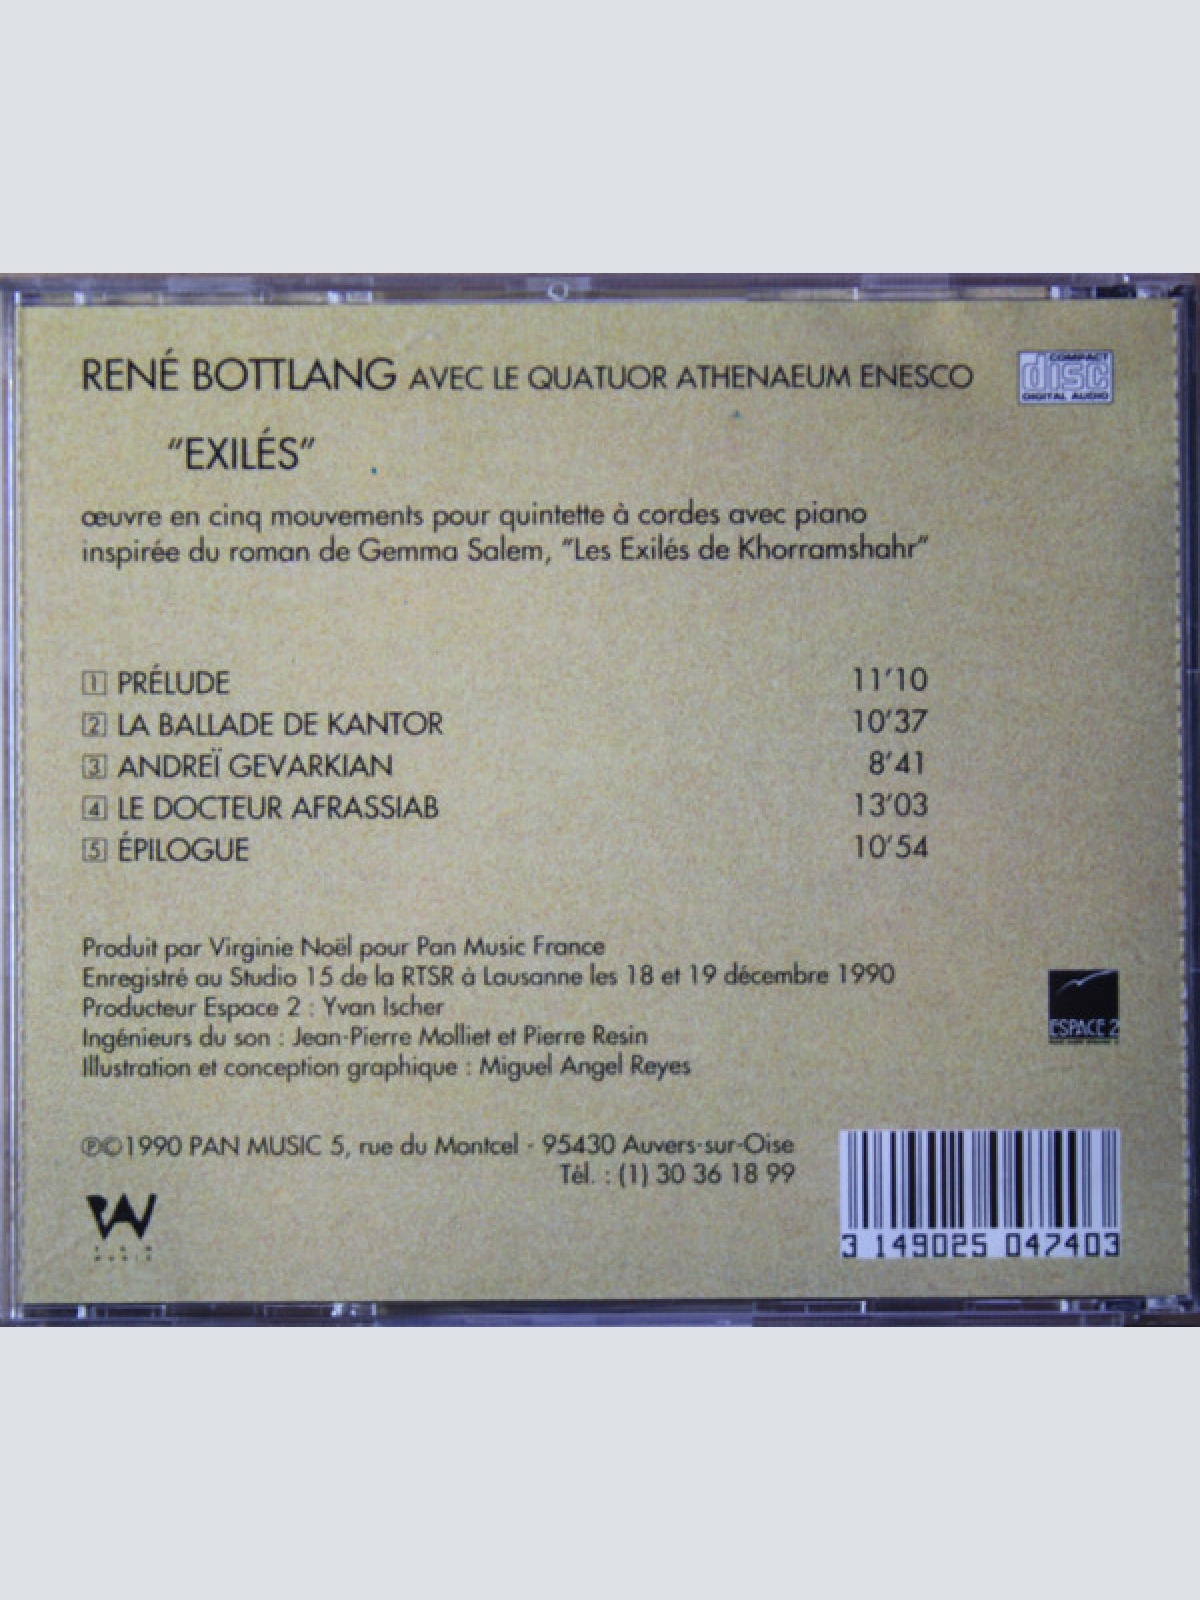 RENÉ BOTTLANG AVEC LE QUATUOR ATHENAEUM ENESCO
COMPACT
disc
DIGITAL AUDIO
"EXILÉS"
œuvre en cinq mouvements pour quintette à cordes avec piano
inspirée du roman de Gemma Salem, "Les Exilés de Khorramshahr"
1 PRÉLUDE 11'10
2 LA BALLADE DE KANTOR 10'37
3 ANDREÏ GEVARKIAN 8'41
4 LE DOCTEUR AFRASSIAB 13'03
5 ÉPILOGUE 10'54
Produit par Virginie Noël pour Pan Music France
Enregistré au Studio 15 de la RTSR à Lausanne les 18 et 19 décembre 1990
Producteur Espace 2 : Yvan Ischer
Ingénieurs du son : Jean-Pierre Molliet et Pierre Resin
Illustration et conception graphique : Miguel Angel Reyes
ESPACE 2
℗©1990 PAN MUSIC 5, rue du Montcel - 95430 Auvers-sur-Oise
Tél. : (1) 30 36 18 99
PAN
3 149025 047403